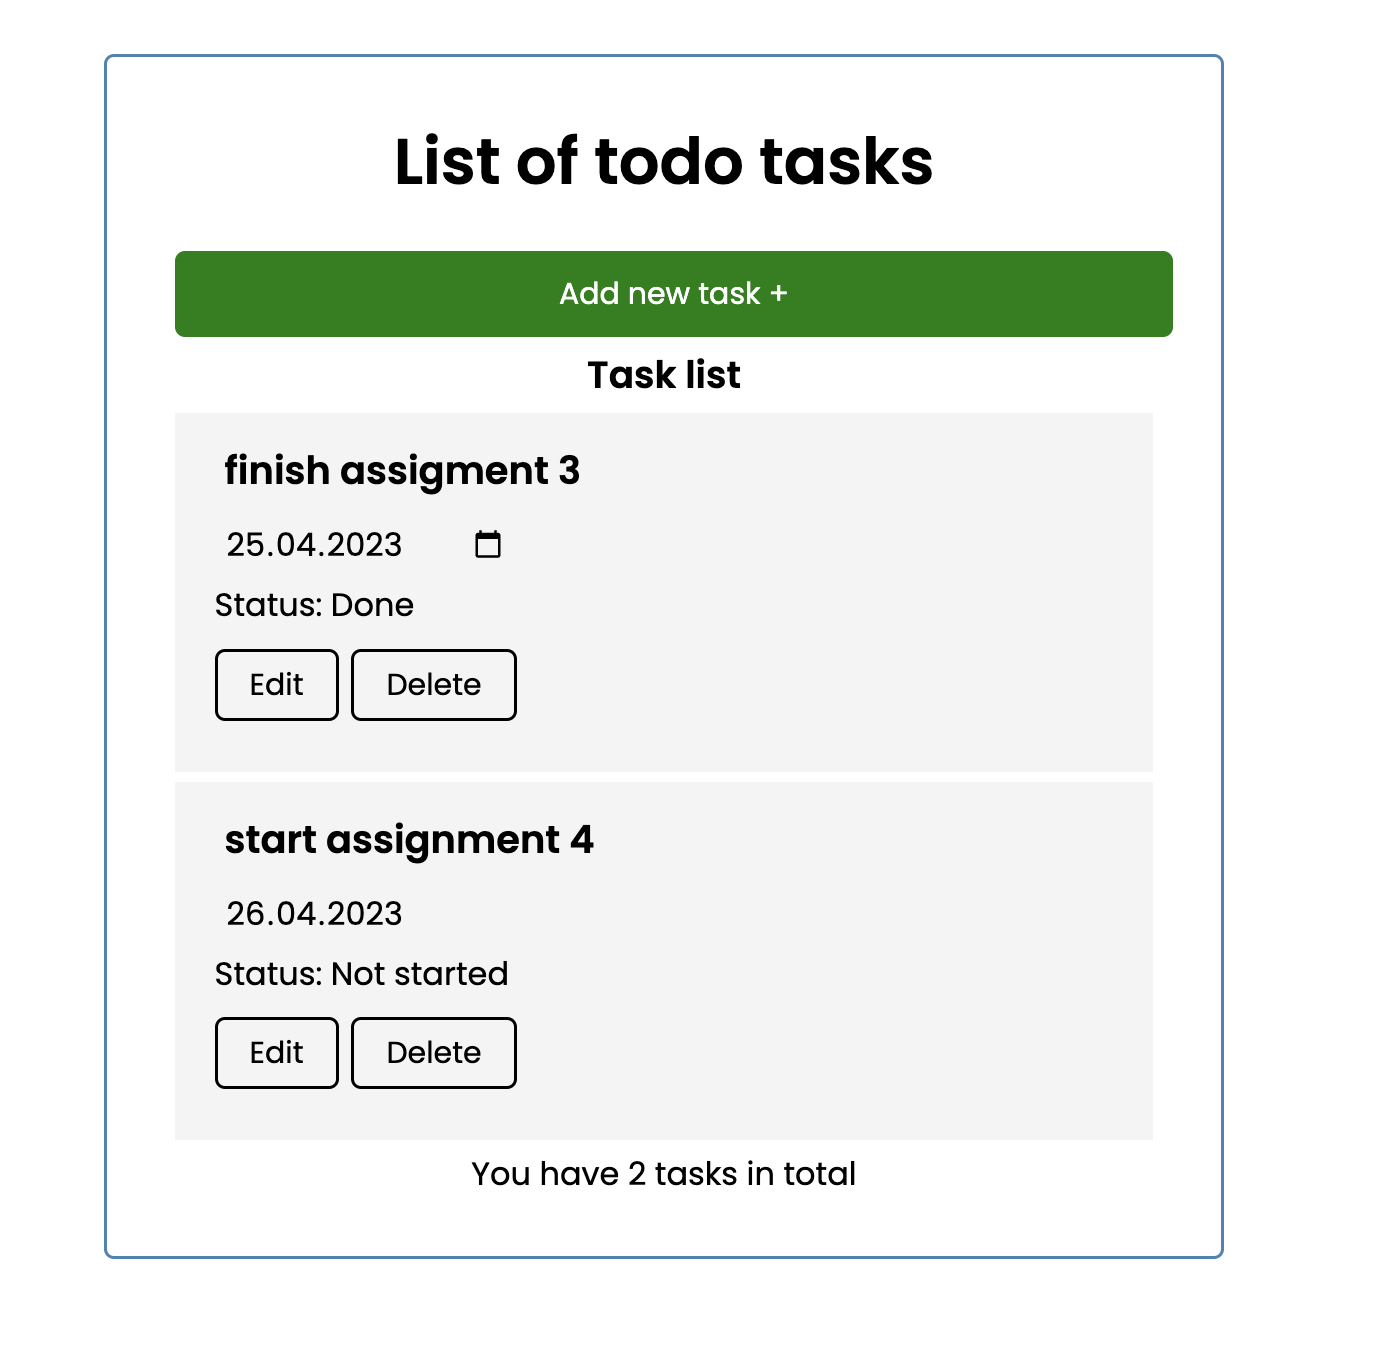 List of todo tasks
Add new task +
Task list
finish assigment 3
25.04.2023
Status: Done
Edit Delete
start assignment 4
26.04.2023
Status: Not started
Edit Delete
You have 2 tasks in total